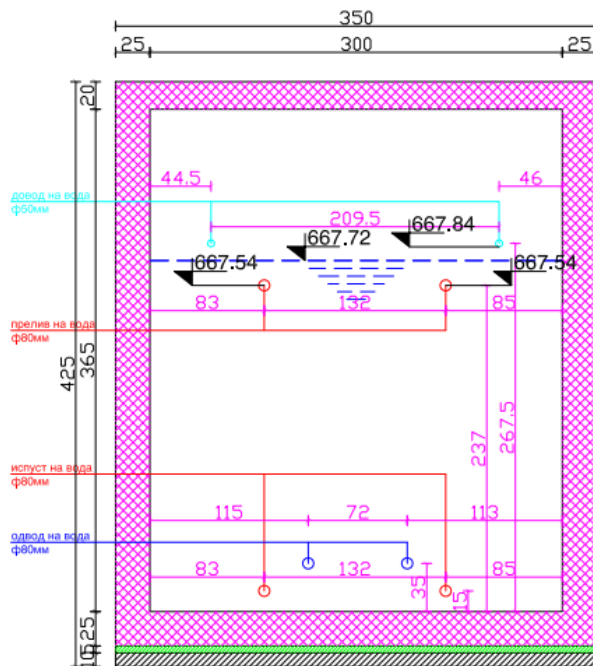 350
25 300 25
20
44.5 46
довод на вода
ф50мм
209.5
667.84
667.72
667.54 667.54
83 132 85
прелив на вода
ф80мм
425
365
237
267.5
испуст на вода
ф80мм
115 72 113
одвод на вода
ф80мм
83 132 85
35
15
25